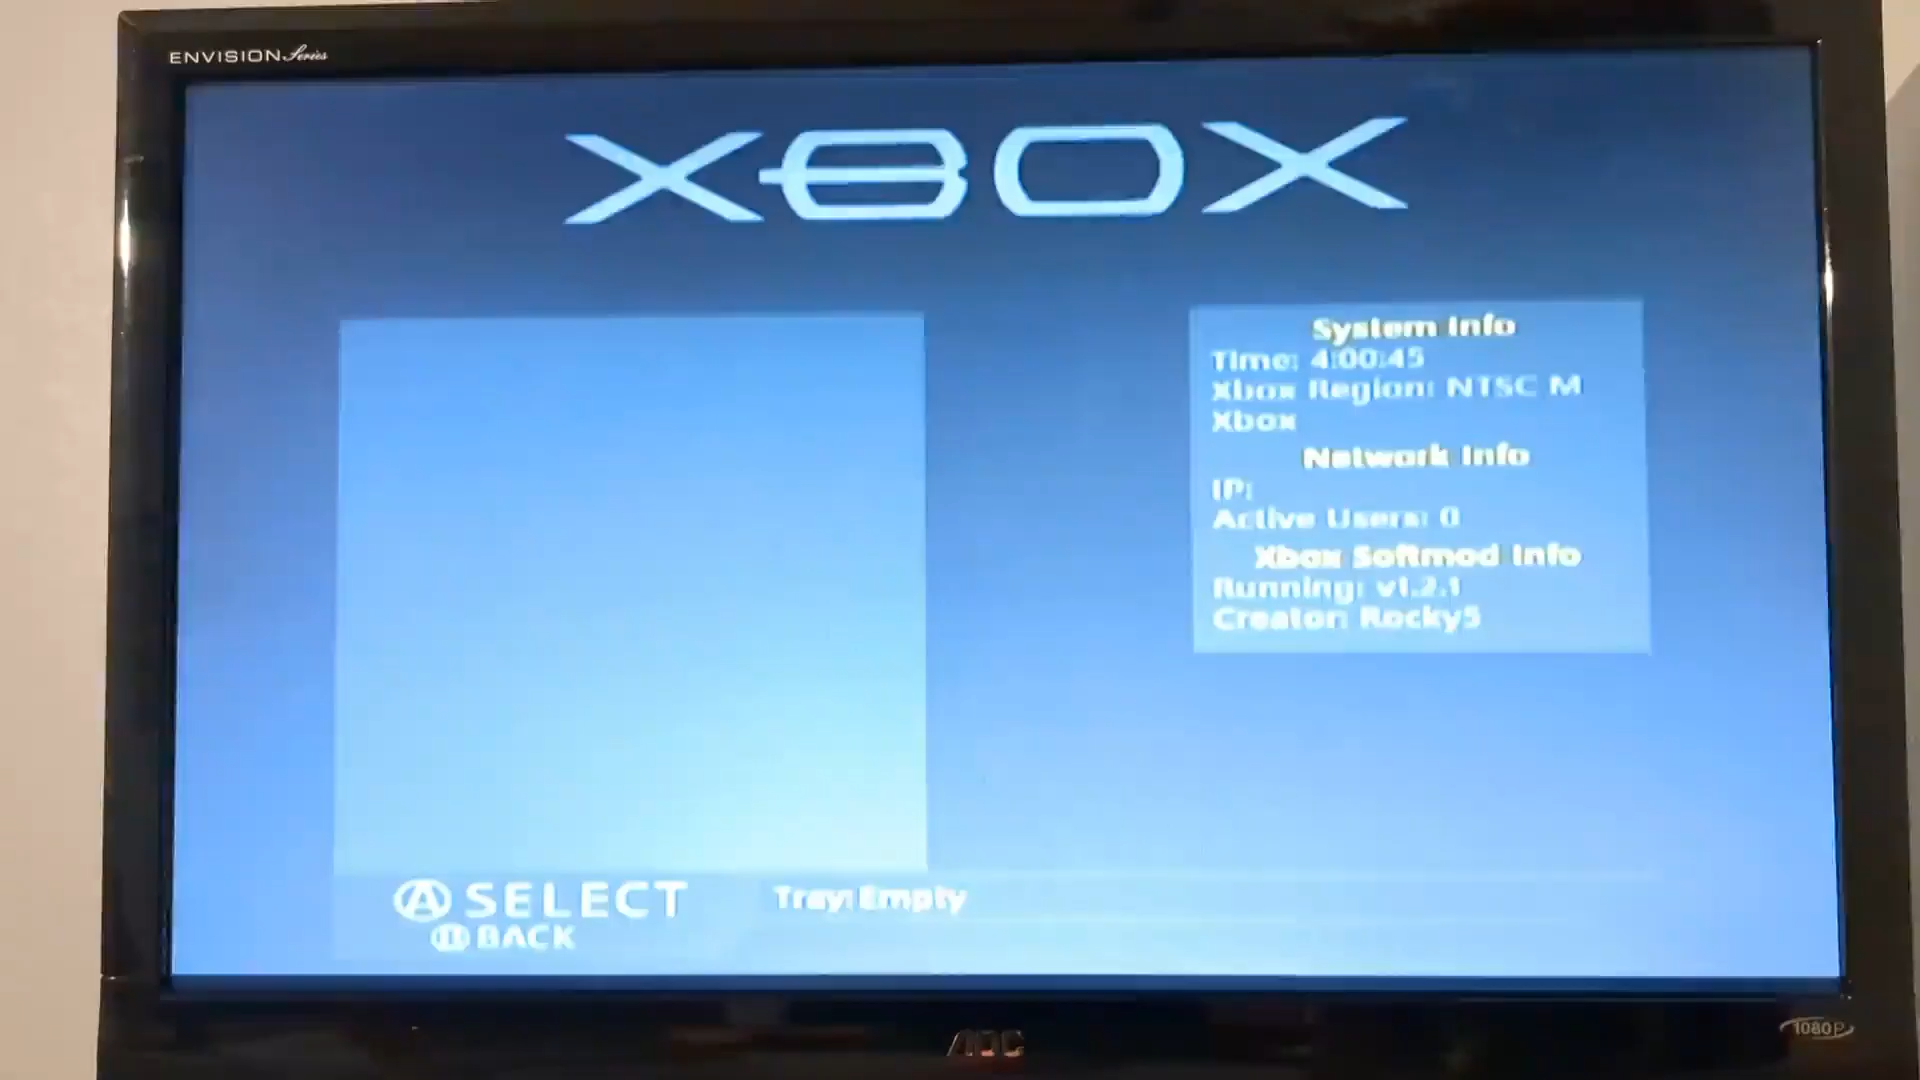 ENVISION Series
XBOX
System Info
Time: 4:00:45
Xbox Region: NTSC M
Xbox
Network Info
IP:
Active Users: 0
Xbox Softmod Info
Running: v1.2.1
Creator: Rocky5
A SELECT
Tray: Empty
B BACK
AOC
1080P